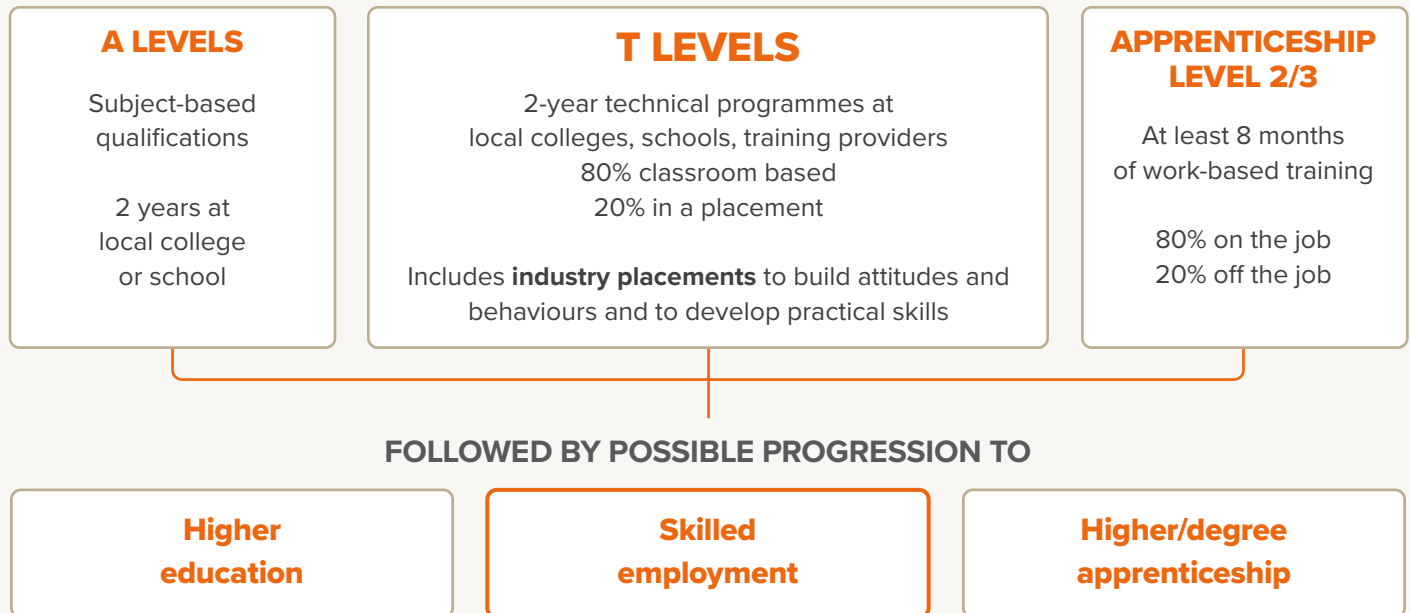 A LEVELS
Subject-based
qualifications
2 years at
local college
or school
T LEVELS
2-year technical programmes at
local colleges, schools, training providers
80% classroom based
20% in a placement
Includes industry placements to build attitudes and
behaviours and to develop practical skills
APPRENTICESHIP
LEVEL 2/3
At least 8 months
of work-based training
80% on the job
20% off the job
FOLLOWED BY POSSIBLE PROGRESSION TO
Higher
education
Skilled
employment
Higher/degree
apprenticeship